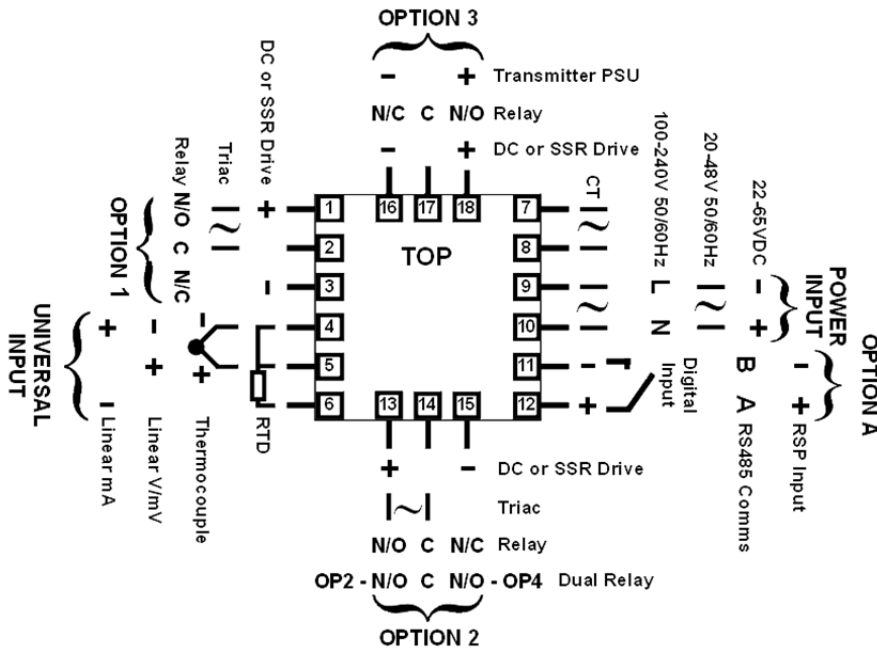 OPTION 3
- + Transmitter PSU
N/C C N/O Relay
- + DC or SSR Drive
16 17 18
TOP
DC or SSR Drive + -
Triac ~
Relay N/O C N/C
OPTION 1
1
2
3
4
5
6
UNIVERSAL
INPUT
+ - Linear mA
- + Linear V/mV
- + Thermocouple
RTD
7
8
9
10
11
12
CT ~
~
100-240V 50/60Hz L N
20-48V 50/60Hz ~
22-65VDC - +
POWER
INPUT
- + Digital
Input
B A RS485 Comms
- + RSP Input
OPTION A
13 14 15
+ - DC or SSR Drive
~ Triac
N/O C N/C Relay
OP2 - N/O C N/O - OP4 Dual Relay
OPTION 2